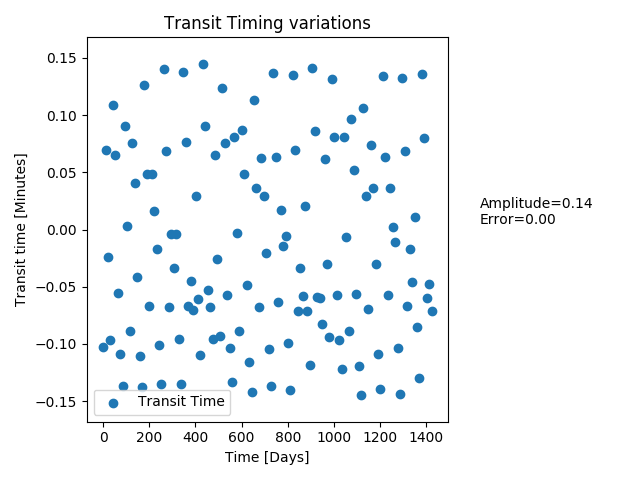 Transit Timing variations
Transit time [Minutes]
0.15
0.10
0.05
0.00
−0.05
−0.10
−0.15
Transit Time
0
200
400
600
800
1000
1200
1400
Time [Days]
Amplitude=0.14
Error=0.00